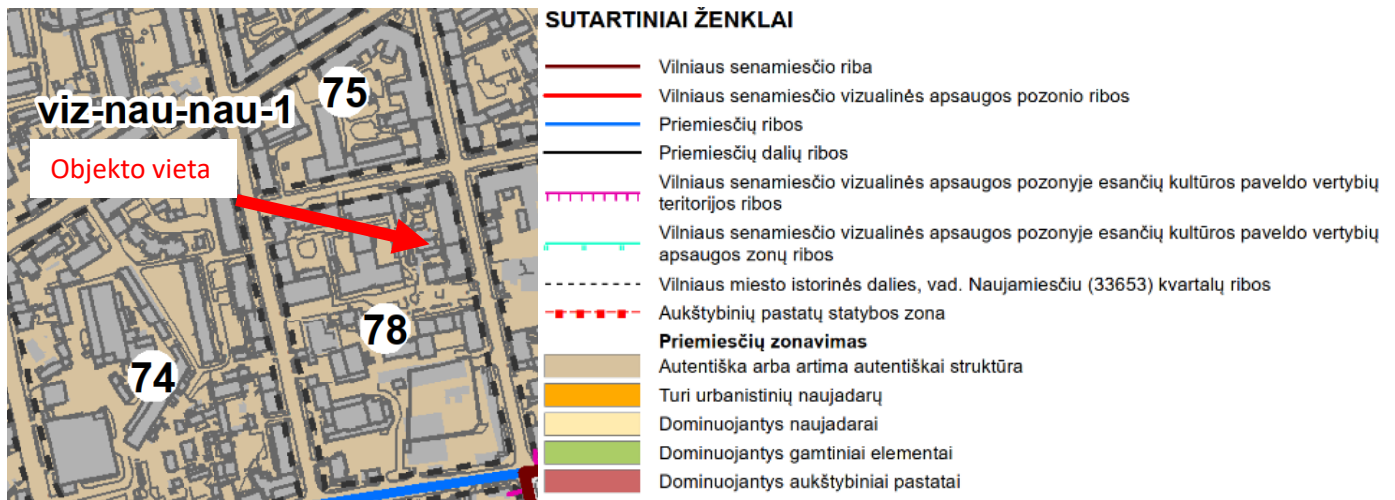 75
viz-nau-nau-1
Objekto vieta
78
74
SUTARTINIAI ŽENKLAI
Vilniaus senamiesčio riba
Vilniaus senamiesčio vizualinės apsaugos pozonio ribos
Priemiesčių ribos
Priemiesčių dalių ribos
Vilniaus senamiesčio vizualinės apsaugos pozonyje esančių kultūros paveldo vertybių
teritorijos ribos
Vilniaus senamiesčio vizualinės apsaugos pozonyje esančių kultūros paveldo vertybių
apsaugos zonų ribos
Vilniaus miesto istorinės dalies, vad. Naujamiesčiu (33653) kvartalų ribos
Aukštybinių pastatų statybos zona
Priemiesčių zonavimas
Autentiška arba artima autentiškai struktūra
Turi urbanistinių naujadarų
Dominuojantys naujadarai
Dominuojantys gamtiniai elementai
Dominuojantys aukštybiniai pastatai